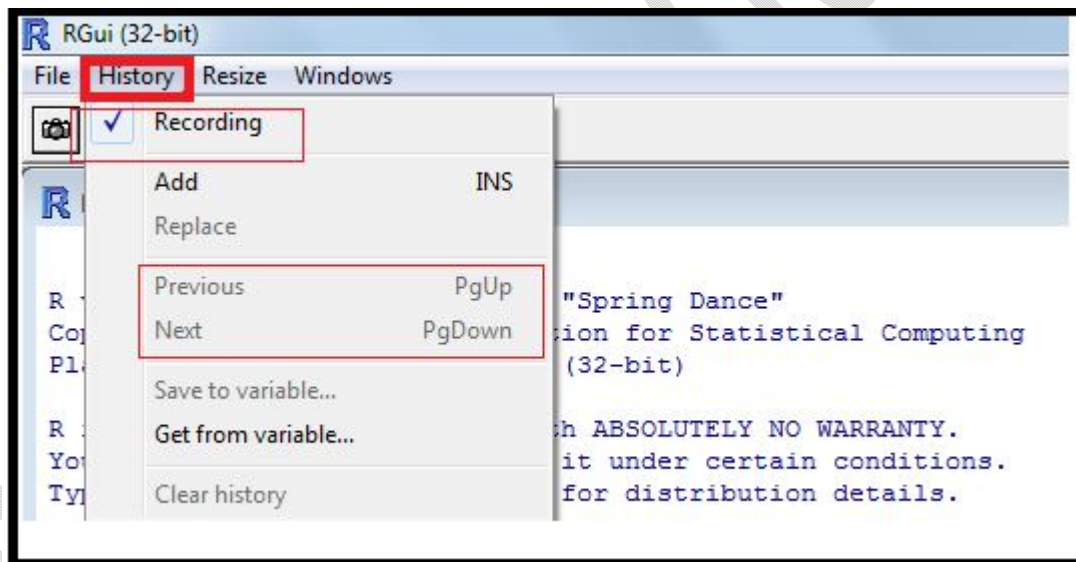 RGui (32-bit)
File History Resize Windows
Recording
Add INS
Replace
Previous PgUp
Next PgDown
Save to variable...
Get from variable...
Clear history
R "Spring Dance"
ion for Statistical Computing
(32-bit)
R h ABSOLUTELY NO WARRANTY.
it under certain conditions.
for distribution details.